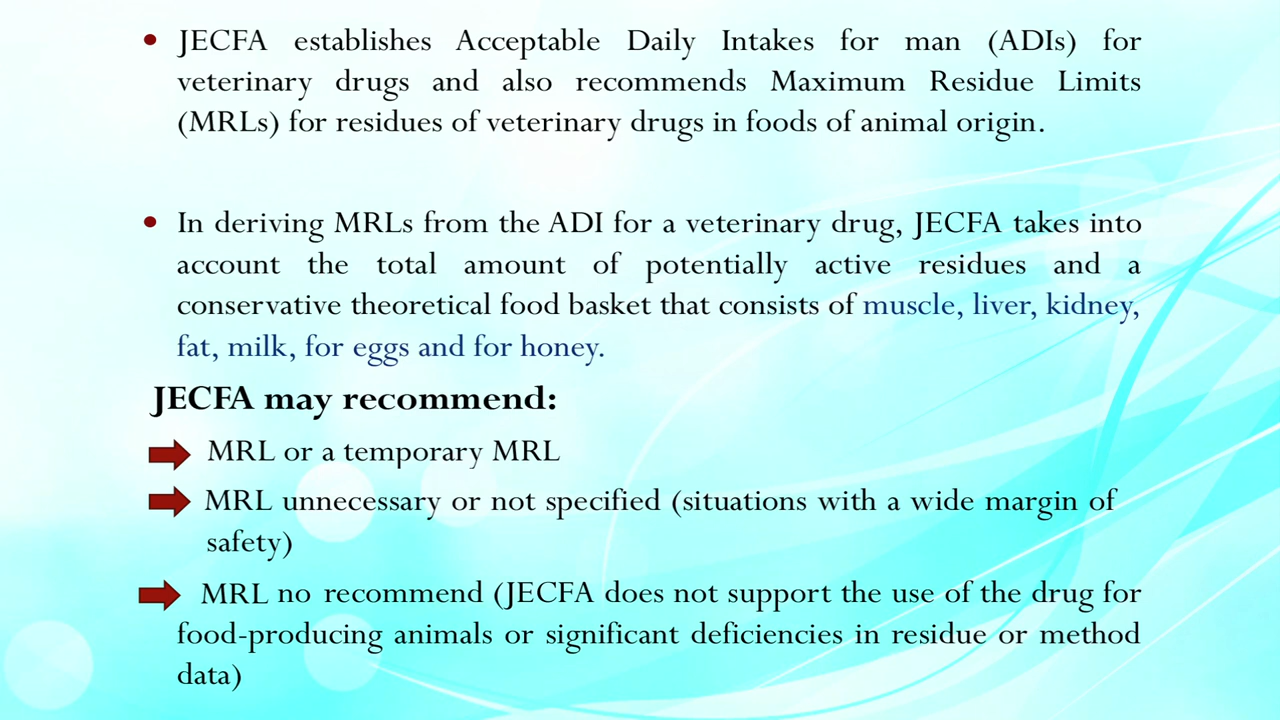 • JECFA establishes Acceptable Daily Intakes for man (ADIs) for
veterinary drugs and also recommends Maximum Residue Limits
(MRLs) for residues of veterinary drugs in foods of animal origin.
• In deriving MRLs from the ADI for a veterinary drug, JECFA takes into
account the total amount of potentially active residues and a
conservative theoretical food basket that consists of muscle, liver, kidney,
fat, milk, for eggs and for honey.
JECFA may recommend:
MRL or a temporary MRL
MRL unnecessary or not specified (situations with a wide margin of
safety)
MRL no recommend (JECFA does not support the use of the drug for
food-producing animals or significant deficiencies in residue or method
data)